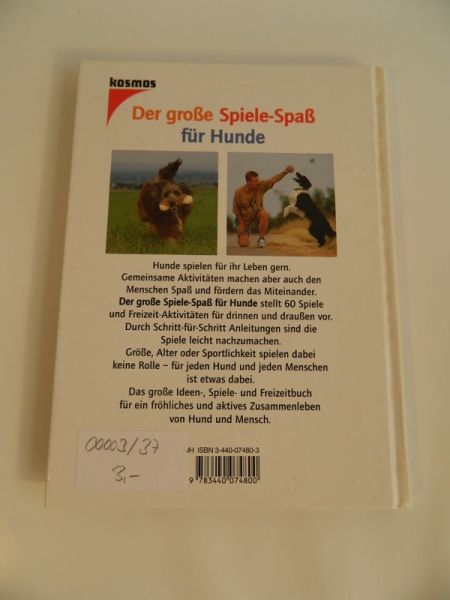 kosmos
Der große Spiele-Spaß
für Hunde
Hunde spielen für ihr Leben gern.
Gemeinsame Aktivitäten machen aber auch den
Menschen Spaß und fördern das Miteinander.
Der große Spiele-Spaß für Hunde stellt 60 Spiele
und Freizeit-Aktivitäten für drinnen und draußen vor.
Durch Schritt-für-Schritt Anleitungen sind die
Spiele leicht nachzumachen.
Größe, Alter oder Sportlichkeit spielen dabei
keine Rolle – für jeden Hund und jeden Menschen
ist etwas dabei.
Das große Ideen-, Spiele- und Freizeitbuch
für ein fröhliches und aktives Zusammenleben
von Hund und Mensch.
00003/37
3,-
ISBN 3-440-07480-3
9 783440 074800